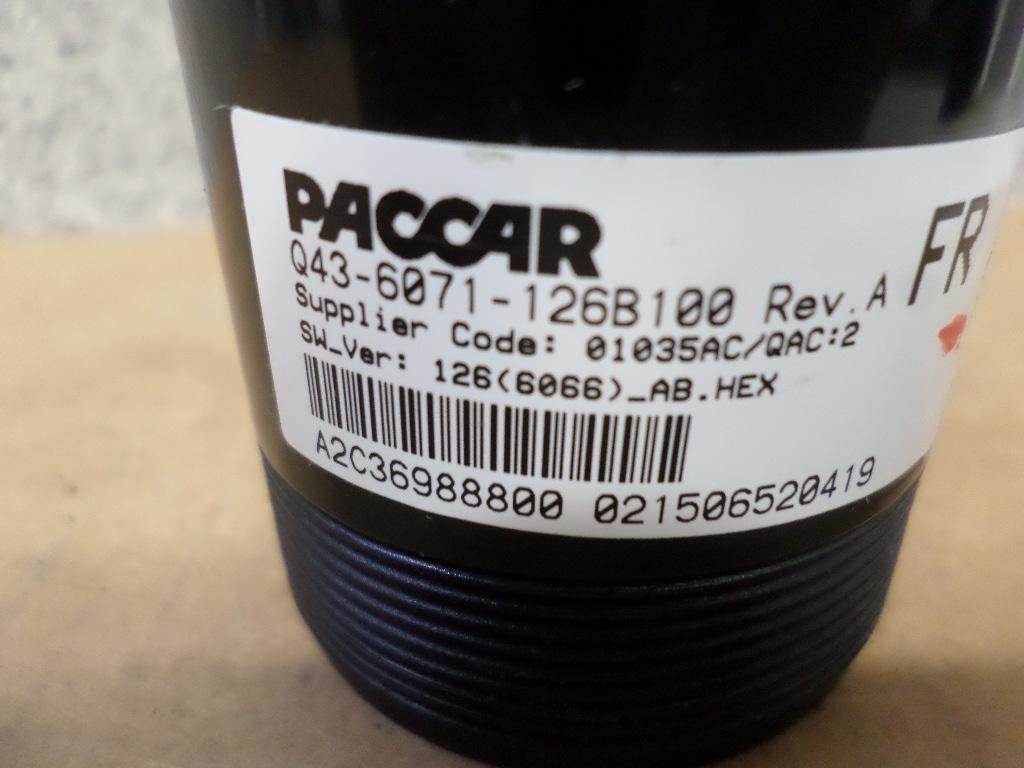 PACCAR
Q43-6071-126B100 Rev.A
FR
Supplier Code: 01035AC/QAC:2
SW_Ver: 126(6066)_AB.HEX
A2C36988800 021506520419